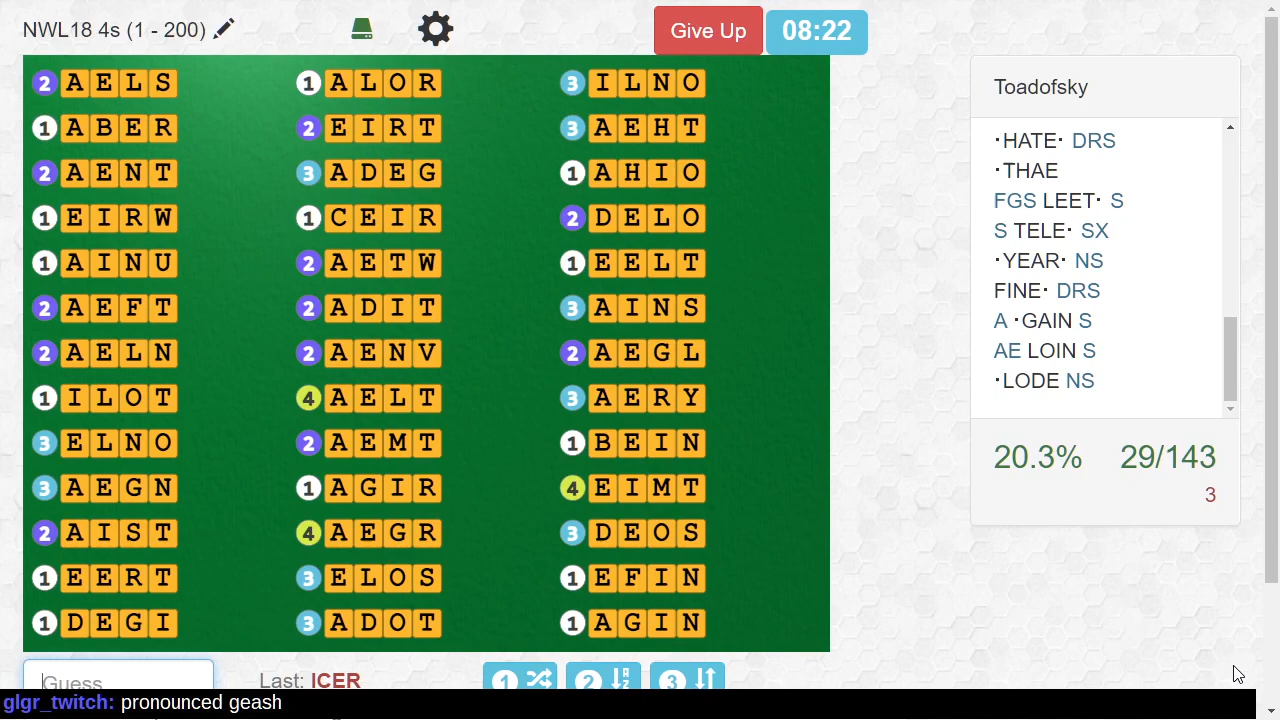 NWL18 4s (1 - 200)
Give Up
08:22
2 AELS
1 ALOR
3 ILNO
1 ABER
2 EIRT
3 AEHT
2 AENT
3 ADEG
1 AHIO
1 EIRW
1 CEIR
2 DELO
1 AINU
2 AETW
1 EELT
2 AEFT
2 ADIT
3 AINS
2 AELN
2 AENV
2 AEGL
1 ILOT
4 AELT
3 AERY
3 ELNO
2 AEMT
1 BEIN
3 AEGN
1 AGIR
4 EIMT
2 AIST
4 AEGR
3 DEOS
1 EERT
3 ELOS
1 EFIN
1 DEGI
3 ADOT
1 AGIN
Toadofsky
·HATE· DRS
·THAE
FGS LEET· S
S TELE· SX
·YEAR· NS
FINE· DRS
A ·GAIN S
AE LOIN S
·LODE NS
20.3% 29/143
3
Guess
Last: ICER
1
2 AZ
3
glgr_twitch: pronounced geash